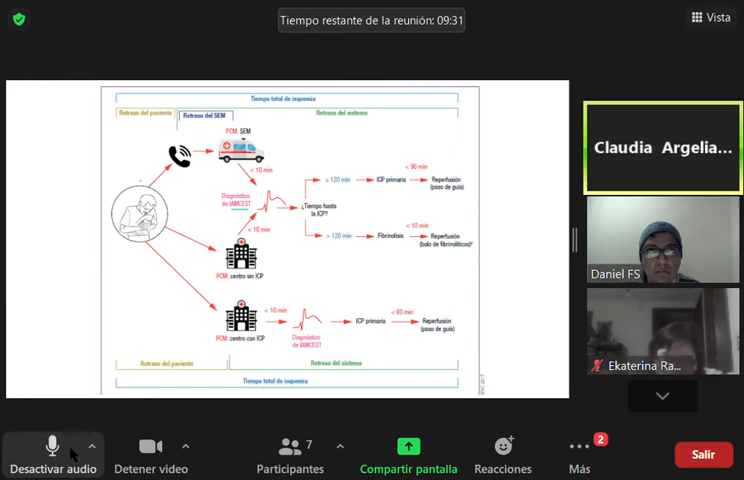 Tiempo restante de la reunión: 09:31
Vista
Tiempo total de isquemia
Retraso del paciente
Retraso del SEM
Retraso del sistema
PCM: SEM
< 10 min
Diagnóstico
de IAMCEST
< 10 min
¿Tiempo hasta
la ICP?
≤ 120 min
ICP primaria
< 90 min
Reperfusión
(paso de guía)
> 120 min
Fibrinolisis
< 10 min
Reperfusión
(bolo de fibrinolíticos)
PCM: centro sin ICP
PCM: centro con ICP
< 10 min
Diagnóstico
de IAMCEST
ICP primaria
< 60 min
Reperfusión
(paso de guía)
Retraso del paciente
Retraso del sistema
Tiempo total de isquemia
Claudia Argelia...
Daniel FS
Ekaterina Ra...
Desactivar audio
Detener video
7
Participantes
Compartir pantalla
Reacciones
2
Más
Salir